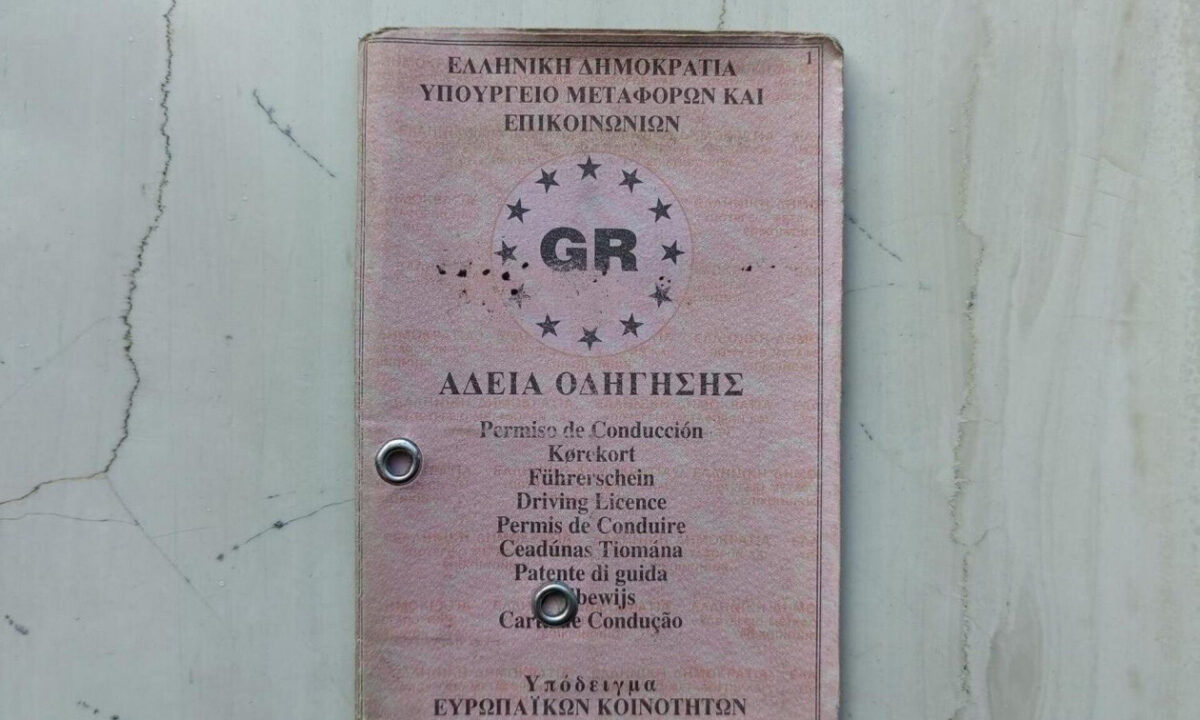 1
ΕΛΛΗΝΙΚΗ ΔΗΜΟΚΡΑΤΙΑ
ΥΠΟΥΡΓΕΙΟ ΜΕΤΑΦΟΡΩΝ ΚΑΙ
ΕΠΙΚΟΙΝΩΝΙΩΝ
GR
ΑΔΕΙΑ ΟΔΗΓΗΣΗΣ
Permiso de Conducción
Kørekort
Führerschein
Driving Licence
Permis de Conduire
Ceadúnas Tiomána
Patente di guida
de Condução
Υπόδειγμα
ΕΥΡΩΠΑΪΚΩΝ ΚΟΙΝΟΤΗΤΩΝ